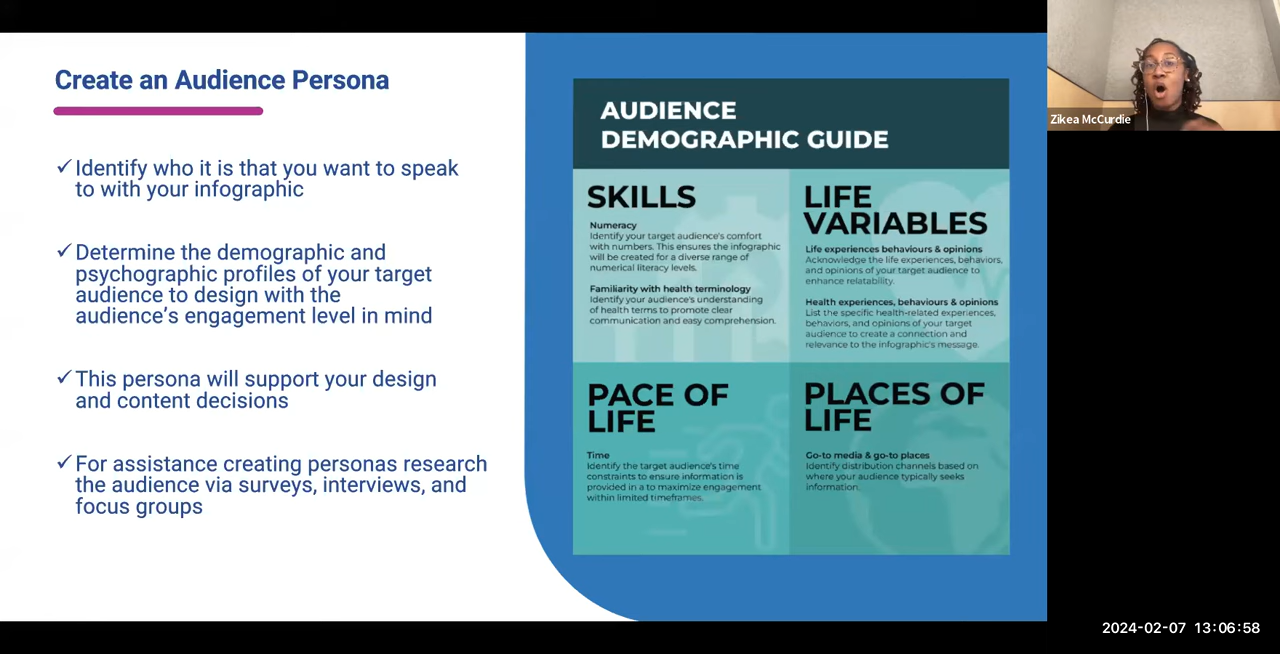 Create an Audience Persona
✓Identify who it is that you want to speak
to with your infographic
✓Determine the demographic and
psychographic profiles of your target
audience to design with the
audience's engagement level in mind
✓This persona will support your design
and content decisions
✓For assistance creating personas research
the audience via surveys, interviews, and
focus groups
AUDIENCE
DEMOGRAPHIC GUIDE
SKILLS
Numeracy
Identify your target audience's comfort
with numbers. This ensures the infographic
will be created for a diverse range of
numerical literacy levels.
Familiarity with health terminology
Identify your audience's understanding
of health terms to promote clear
communication and easy comprehension.
LIFE
VARIABLES
Life experiences behaviours & opinions
Acknowledge the life experiences, behaviors,
and opinions of your target audience to
enhance relatability.
Health experiences, behaviours & opinions
List the specific health-related experiences,
behaviors, and opinions of your target
audience to create a connection and
relevance to the infographic's message.
PACE OF
LIFE
Time
Identify the target audience's time
constraints to ensure information is
provided in a to maximize engagement
within limited timeframes.
PLACES OF
LIFE
Go-to media & go-to places
Identify distribution channels based on
where your audience typically seeks
information.
Zikea McCurdie
2024-02-07 13:06:58